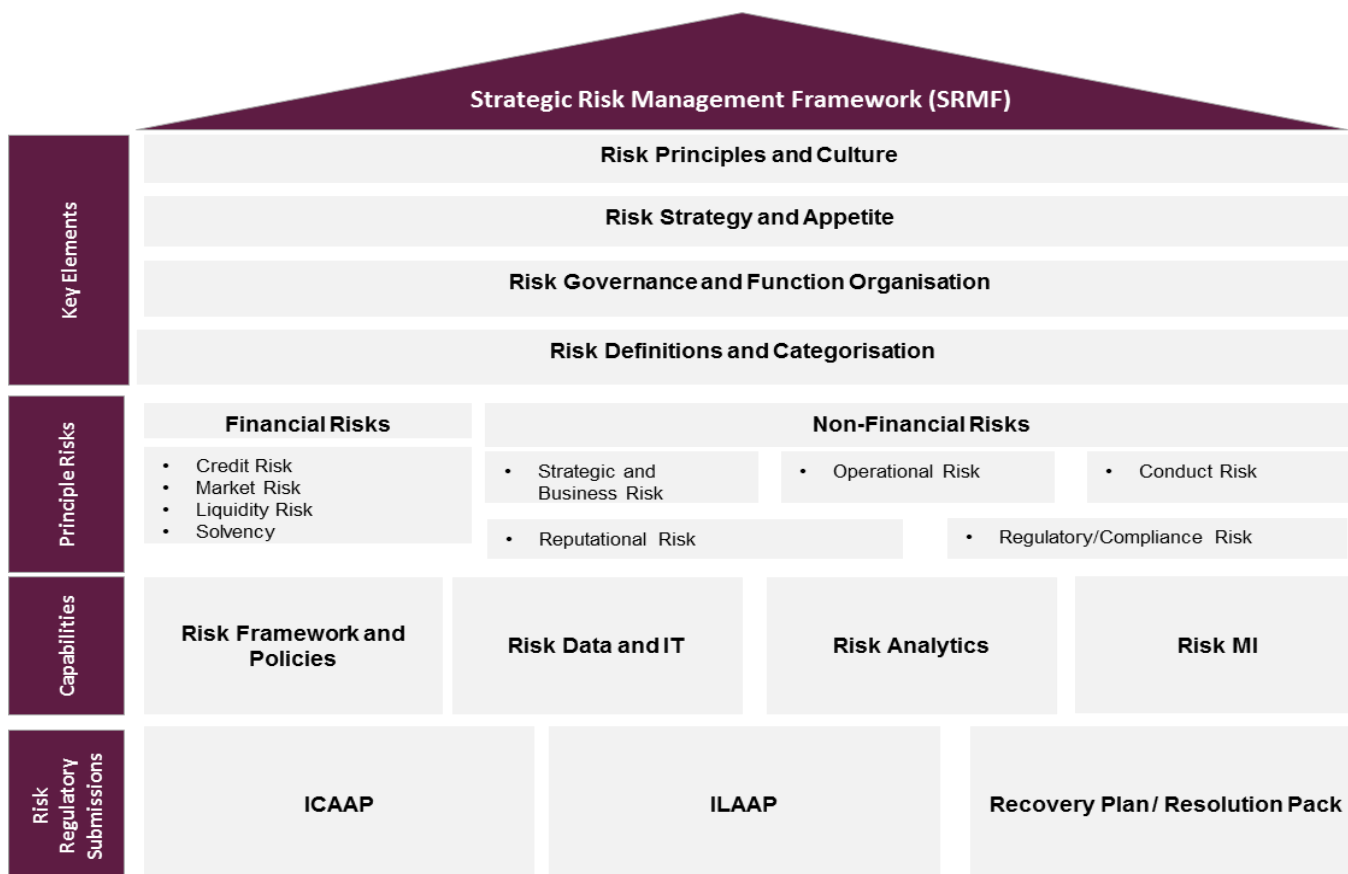 Strategic Risk Management Framework (SRMF)
Key Elements
Risk Principles and Culture
Risk Strategy and Appetite
Risk Governance and Function Organisation
Risk Definitions and Categorisation
Principle Risks
Financial Risks
• Credit Risk
• Market Risk
• Liquidity Risk
• Solvency
Non-Financial Risks
• Strategic and
Business Risk
• Operational Risk
• Conduct Risk
• Reputational Risk
• Regulatory/Compliance Risk
Capabilities
Risk Framework and
Policies
Risk Data and IT
Risk Analytics
Risk MI
Risk
Regulatory
Submissions
ICAAP
ILAAP
Recovery Plan / Resolution Pack